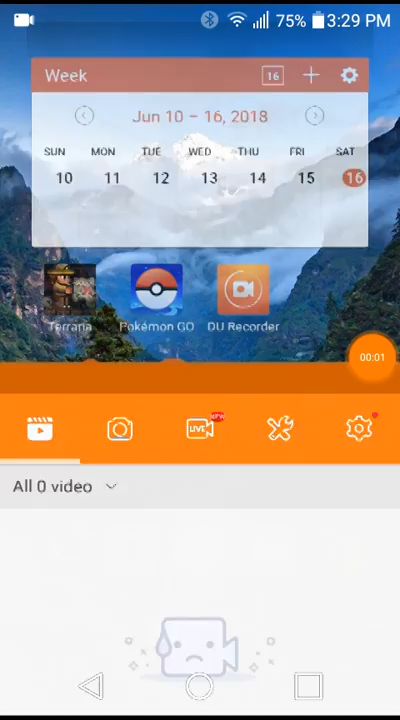 75% 3:29 PM
Week 16
Jun 10 – 16, 2018
SUN MON TUE WED THU FRI SAT
10 11 12 13 14 15 16
Terraria Pokémon GO DU Recorder
00:01
LIVE NEW
All 0 video